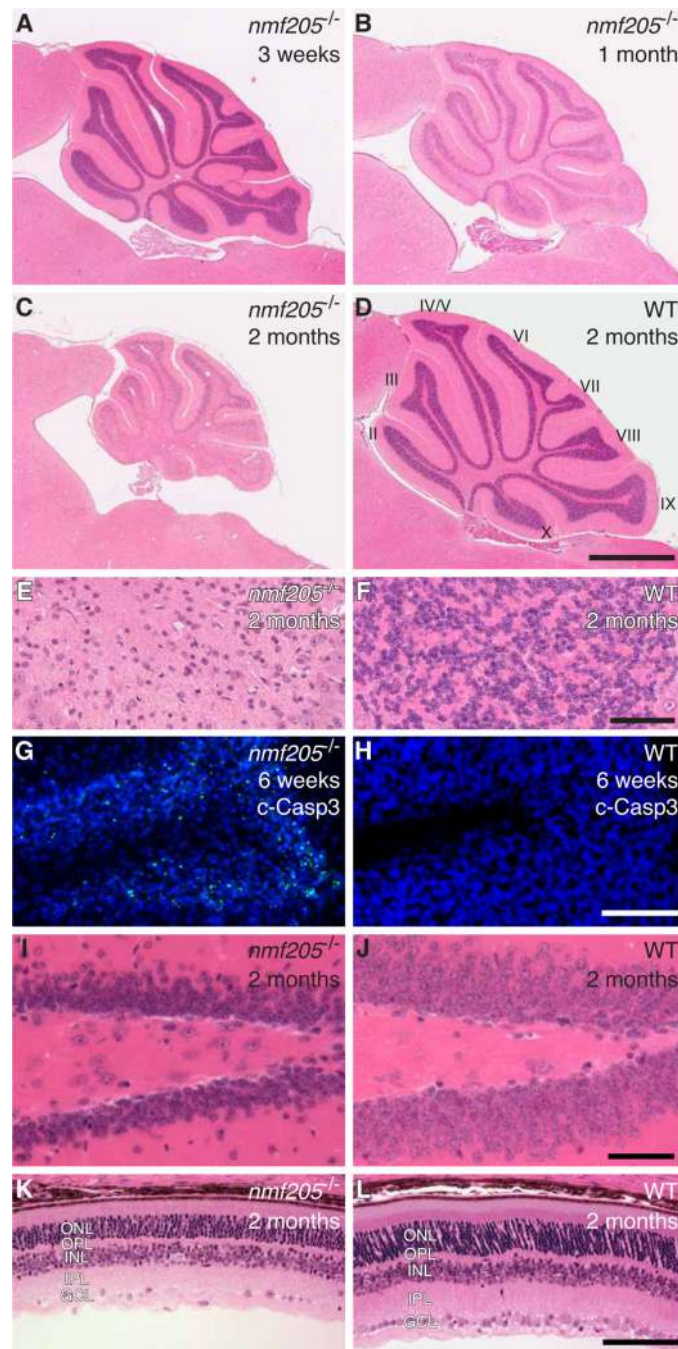 A
nmf205-/-
3 weeks
B
nmf205-/-
1 month
C
nmf205-/-
2 months
D
WT
2 months
IV/V
VI
VII
III
II
VIII
IX
X
E
nmf205-/-
2 months
F
WT
2 months
G
nmf205-/-
6 weeks
c-Casp3
H
WT
6 weeks
c-Casp3
I
nmf205-/-
2 months
J
WT
2 months
K
nmf205-/-
2 months
ONL
OPL
INL
IPL
GCL
L
WT
2 months
ONL
OPL
INL
IPL
GCL